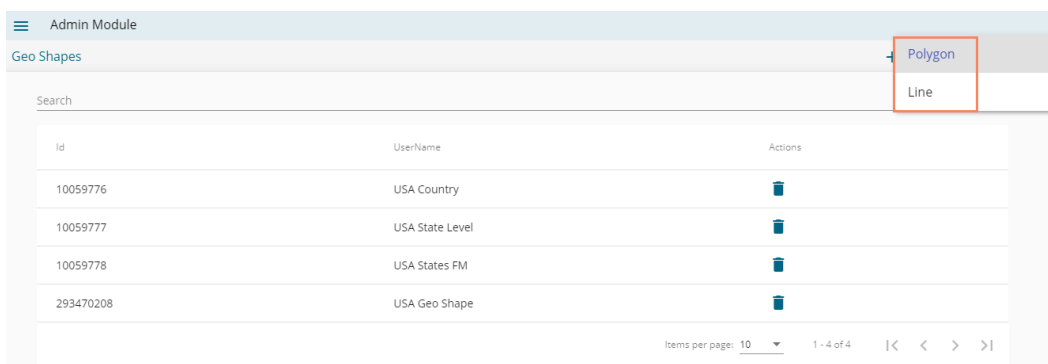 Admin Module
Geo Shapes
+ Polygon
Line
Search
Id UserName Actions
10059776 USA Country
10059777 USA State Level
10059778 USA States FM
293470208 USA Geo Shape
Items per page: 10 1 - 4 of 4